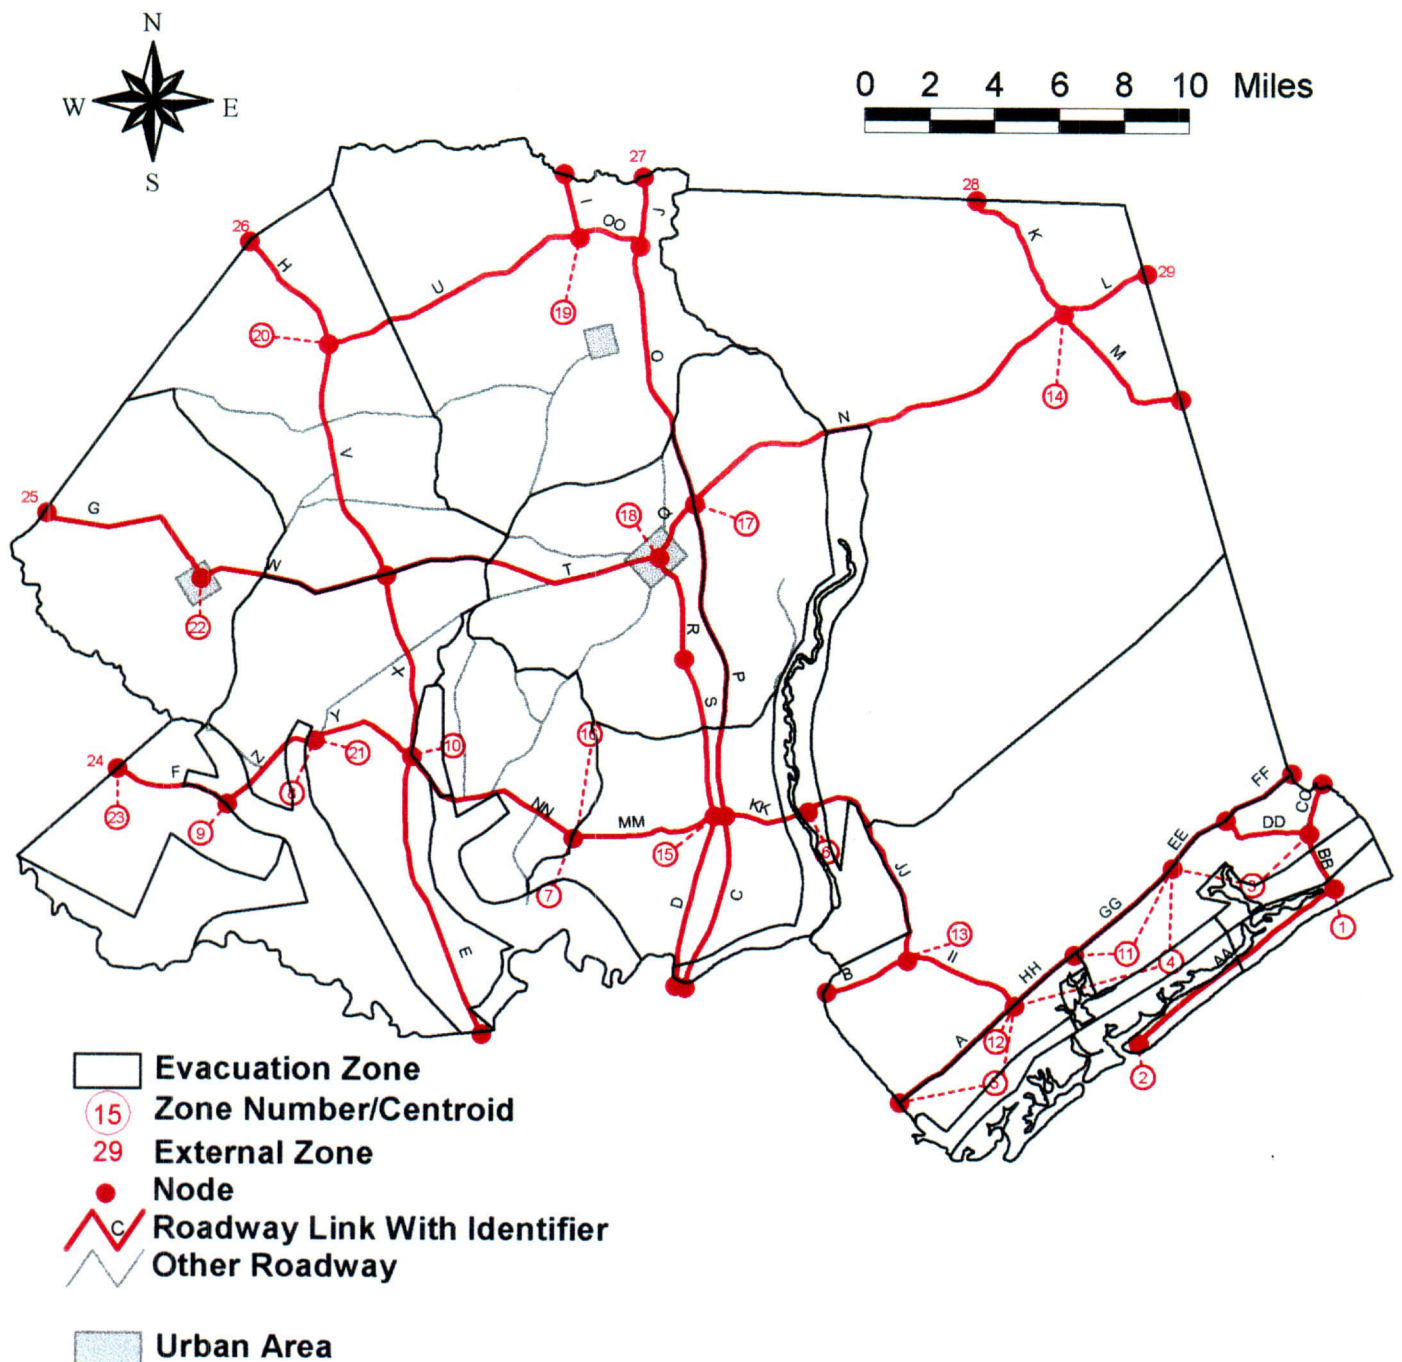 N
W E
S
0 2 4 6 8 10 Miles
27
28
26
I
J
OO
K
H
29
U
L
20
19
O
M
14
N
V
25
G
18
Q
17
W
T
22
R
X
P
S
Y
16
24
F
Z
21
10
FF
CC
8
NN
KK
DD
23
9
MM
EE
15
6
BB
JJ
3
7
D
C
GG
1
13
E
II
11
4
AA
B
HH
A
12
2
5
Evacuation Zone
15 Zone Number/Centroid
29 External Zone
Node
C Roadway Link With Identifier
Other Roadway
Urban Area